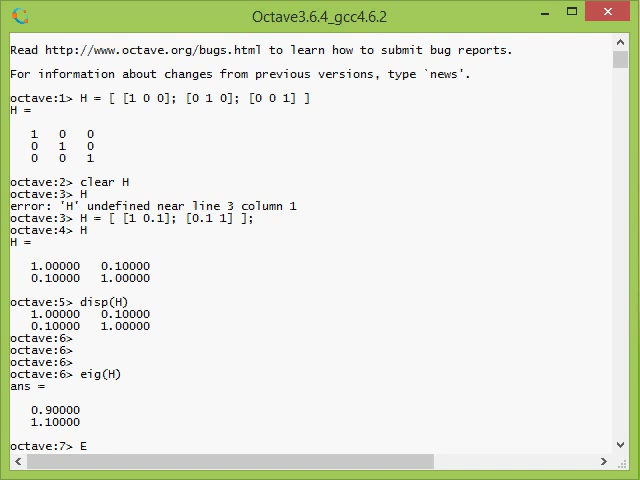 Octave3.6.4_gcc4.6.2
Read http://www.octave.org/bugs.html to learn how to submit bug reports.
For information about changes from previous versions, type `news'.
octave:1> H = [ [1 0 0]; [0 1 0]; [0 0 1] ]
H =
1 0 0
0 1 0
0 0 1
octave:2> clear H
octave:3> H
error: 'H' undefined near line 3 column 1
octave:3> H = [ [1 0.1]; [0.1 1] ];
octave:4> H
H =
1.00000 0.10000
0.10000 1.00000
octave:5> disp(H)
1.00000 0.10000
0.10000 1.00000
octave:6>
octave:6>
octave:6>
octave:6> eig(H)
ans =
0.90000
1.10000
octave:7> E